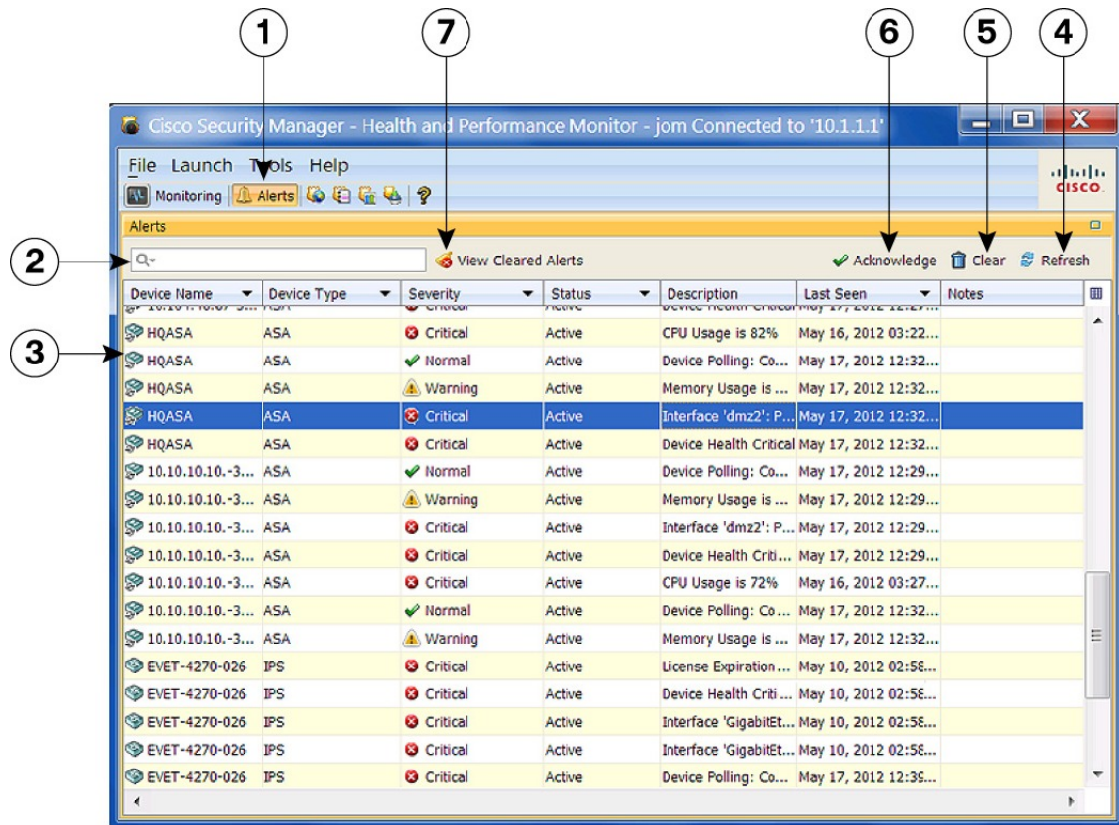 1 7 6 5 4
Cisco Security Manager - Health and Performance Monitor - jom Connected to '10.1.1.1'
File Launch Tools Help
CISCO
Monitoring Alerts
Alerts
2 View Cleared Alerts Acknowledge Clear Refresh
Device Name Device Type Severity Status Description Last Seen Notes
3
HQASA ASA Critical Active CPU Usage is 82% May 16, 2012 03:22...
HQASA ASA Normal Active Device Polling: Co... May 17, 2012 12:32...
HQASA ASA Warning Active Memory Usage is ... May 17, 2012 12:32...
HQASA ASA Critical Active Interface 'dmz2': P... May 17, 2012 12:32...
HQASA ASA Critical Active Device Health Critical May 17, 2012 12:32...
10.10.10.10.-3... ASA Normal Active Device Polling: Co... May 17, 2012 12:29...
10.10.10.10.-3... ASA Warning Active Memory Usage is ... May 17, 2012 12:29...
10.10.10.10.-3... ASA Critical Active Interface 'dmz2': P... May 17, 2012 12:29...
10.10.10.10.-3... ASA Critical Active Device Health Criti... May 17, 2012 12:29...
10.10.10.10.-3... ASA Critical Active CPU Usage is 72% May 16, 2012 03:27...
10.10.10.10.-3... ASA Normal Active Device Polling: Co... May 17, 2012 12:32...
10.10.10.10.-3... ASA Warning Active Memory Usage is ... May 17, 2012 12:32...
EVET-4270-026 IPS Critical Active License Expiration ... May 10, 2012 02:58...
EVET-4270-026 IPS Critical Active Device Health Criti... May 10, 2012 02:58...
EVET-4270-026 IPS Critical Active Interface 'GigabitEt... May 10, 2012 02:58...
EVET-4270-026 IPS Critical Active Interface 'GigabitEt... May 10, 2012 02:58...
EVET-4270-026 IPS Critical Active Device Polling: Co... May 17, 2012 12:39...